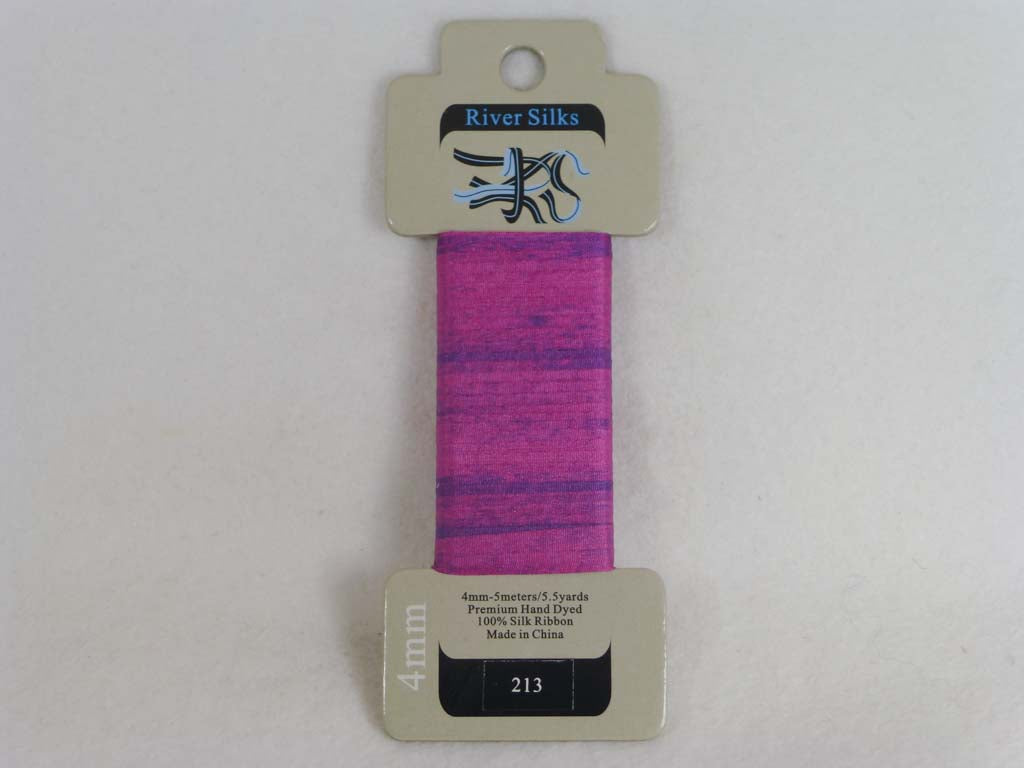 River Silks
4mm-5meters/5.5yards
Premium Hand Dyed
100% Silk Ribbon
Made in China
4mm
213